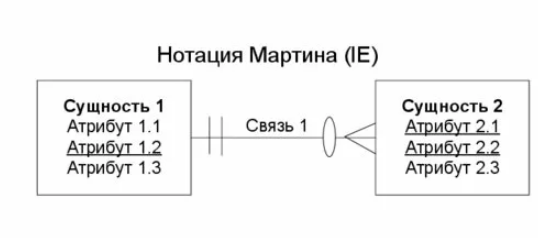 Нотация Мартина (IE)
Сущность 1
Атрибут 1.1
Атрибут 1.2
Атрибут 1.3
Связь 1
Сущность 2
Атрибут 2.1
Атрибут 2.2
Атрибут 2.3